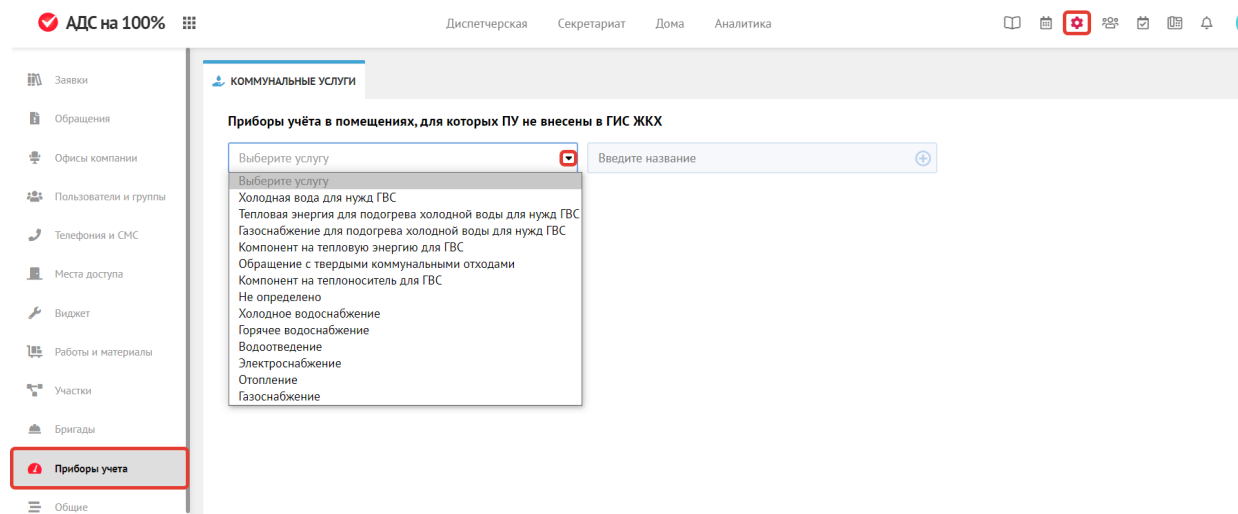 АДС на 100%
Диспетчерская
Секретариат
Дома
Аналитика
Заявки
Обращения
Офисы компании
Пользователи и группы
Телефония и СМС
Места доступа
Виджет
Работы и материалы
Участки
Бригады
Приборы учета
Общие
КОММУНАЛЬНЫЕ УСЛУГИ
Приборы учёта в помещениях, для которых ПУ не внесены в ГИС ЖКХ
Выберите услугу
Введите название
Выберите услугу
Холодная вода для нужд ГВС
Тепловая энергия для подогрева холодной воды для нужд ГВС
Газоснабжение для подогрева холодной воды для нужд ГВС
Компонент на тепловую энергию для ГВС
Обращение с твердыми коммунальными отходами
Компонент на теплоноситель для ГВС
Не определено
Холодное водоснабжение
Горячее водоснабжение
Водоотведение
Электроснабжение
Отопление
Газоснабжение